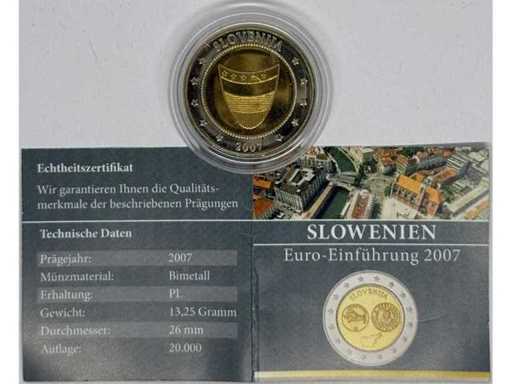 SLOVENIJA
2007
Echtheitszertifikat
Wir garantieren Ihnen die Qualitäts-
merkmale der beschriebenen Prägungen
Technische Daten
Prägejahr: 2007
Münzmaterial: Bimetall
Erhaltung: PL
Gewicht: 13,25 Gramm
Durchmesser: 26 mm
Auflage: 20.000
SLOWENIEN
Euro-Einführung 2007
SLOVENIJA